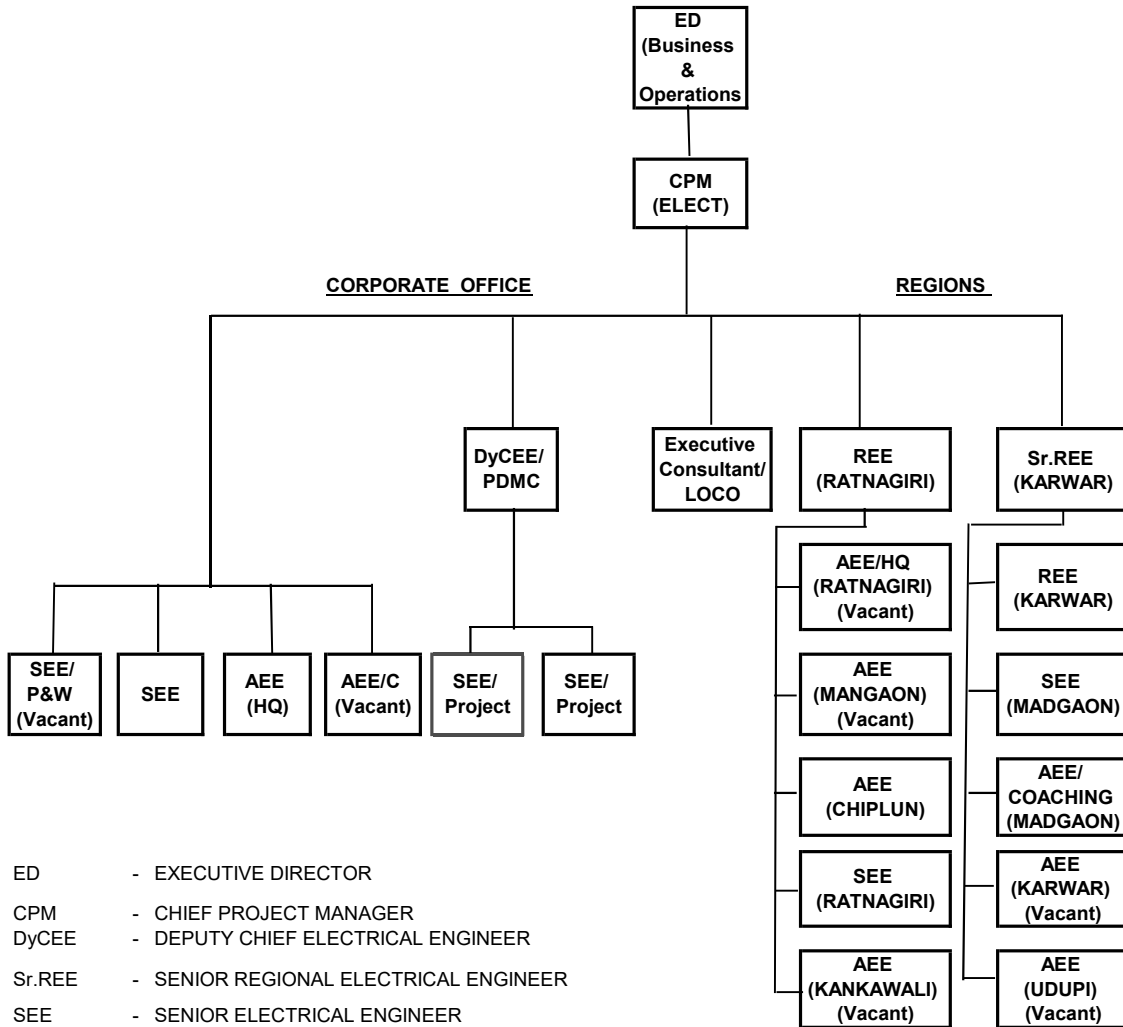 ED
(Business
&
Operations
CPM
(ELECT)
CORPORATE OFFICE
REGIONS
DyCEE/
PDMC
Executive
Consultant/
LOCO
REE
(RATNAGIRI)
Sr.REE
(KARWAR)
SEE/
P&W
(Vacant)
SEE
AEE
(HQ)
AEE/C
(Vacant)
SEE/
Project
SEE/
Project
AEE/HQ
(RATNAGIRI)
(Vacant)
AEE
(MANGAON)
(Vacant)
AEE
(CHIPLUN)
SEE
(RATNAGIRI)
AEE
(KANKAWALI)
(Vacant)
REE
(KARWAR)
SEE
(MADGAON)
AEE/
COACHING
(MADGAON)
AEE
(KARWAR)
(Vacant)
AEE
(UDUPI)
(Vacant)
ED - EXECUTIVE DIRECTOR
CPM - CHIEF PROJECT MANAGER
DyCEE - DEPUTY CHIEF ELECTRICAL ENGINEER
Sr.REE - SENIOR REGIONAL ELECTRICAL ENGINEER
SEE - SENIOR ELECTRICAL ENGINEER